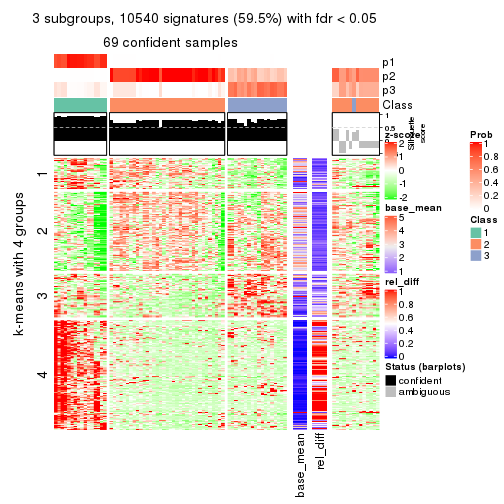 3 subgroups, 10540 signatures (59.5%) with fdr < 0.05
69 confident samples
p1
p2
p3
Class
1
0.5
0
Silhouette
score
k-means with 4 groups
1
2
3
4
base_mean
rel_diff
z-score
2
1
0
-1
-2
base_mean
5
4
3
2
1
rel_diff
1
0.8
0.6
0.4
0.2
0
Status (barplots)
confident
ambiguous
Prob
1
0.8
0.6
0.4
0.2
0
Class
1
2
3